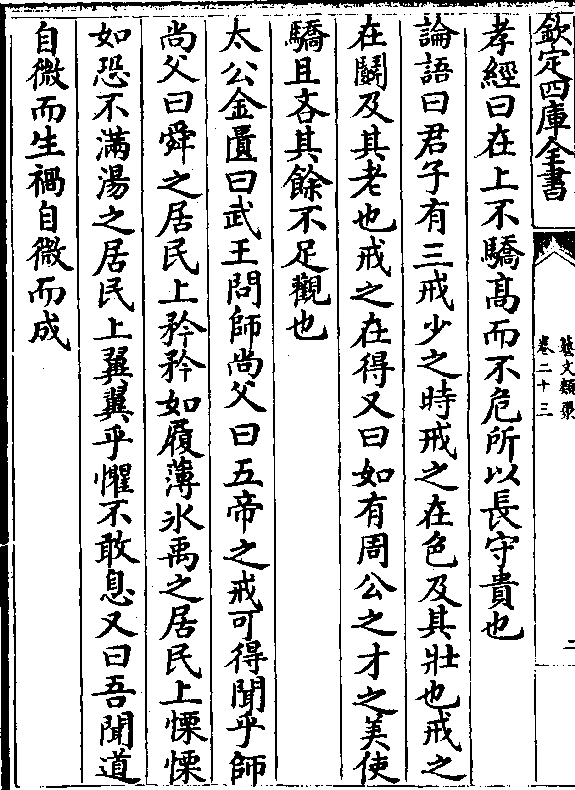 欽定四庫全書
藝文類聚
卷二十三
二
孝經曰在上不驕髙而不危所以長守貴也
論語曰君子有三戒少之時戒之在色及其壯也戒之
在鬬及其老也戒之在得又曰如有周公之才之美使
驕且吝其餘不足觀也
太公金匱曰武王問師尚父曰五帝之戒可得聞乎師
尚父曰舜之居民上矜矜如履薄氷禹之居民上慄慄
如恐不滿湯之居民上翼翼乎懼不敢息又曰吾聞道
自微而生禍自微而成